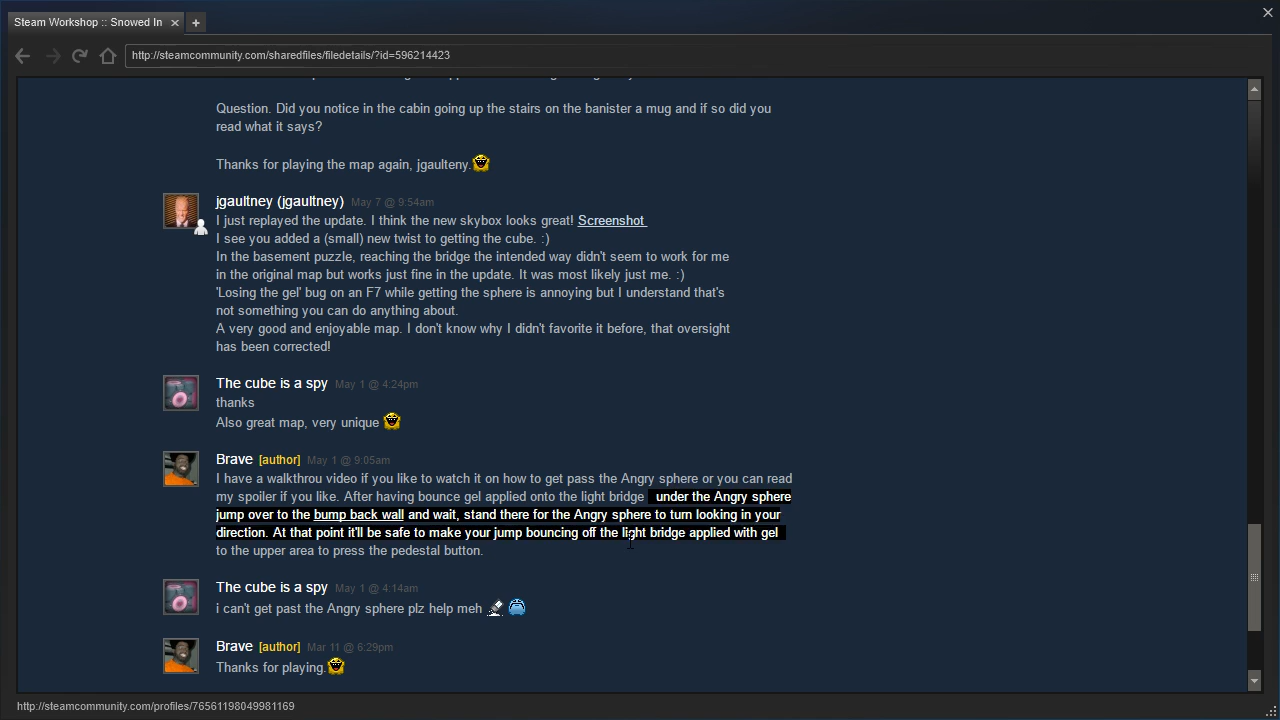 Steam Workshop :: Snowed In
http://steamcommunity.com/sharedfiles/filedetails/?id=596214423
Question. Did you notice in the cabin going up the stairs on the banister a mug and if so did you
read what it says?
Thanks for playing the map again, jgaulteny.
jgaultney (jgaultney) May 7 @ 9:54am
I just replayed the update. I think the new skybox looks great! Screenshot
I see you added a (small) new twist to getting the cube. :)
In the basement puzzle, reaching the bridge the intended way didn't seem to work for me
in the original map but works just fine in the update. It was most likely just me. :)
'Losing the gel' bug on an F7 while getting the sphere is annoying but I understand that's
not something you can do anything about.
A very good and enjoyable map. I don't know why I didn't favorite it before, that oversight
has been corrected!
The cube is a spy May 1 @ 4:24pm
thanks
Also great map, very unique
Brave [author] May 1 @ 9:05am
I have a walkthrou video if you like to watch it on how to get pass the Angry sphere or you can read
my spoiler if you like. After having bounce gel applied onto the light bridge under the Angry sphere
jump over to the bump back wall and wait, stand there for the Angry sphere to turn looking in your
direction. At that point it'll be safe to make your jump bouncing off the light bridge applied with gel
to the upper area to press the pedestal button.
The cube is a spy May 1 @ 4:14am
i can't get past the Angry sphere plz help meh
Brave [author] Mar 11 @ 6:29pm
Thanks for playing.
http://steamcommunity.com/profiles/76561198049981169